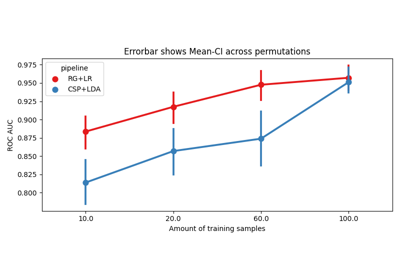 Errorbar shows Mean-CI across permutations
pipeline
RG+LR
CSP+LDA
ROC AUC
0.975
0.950
0.925
0.900
0.875
0.850
0.825
0.800
10.0 20.0 60.0 100.0
Amount of training samples